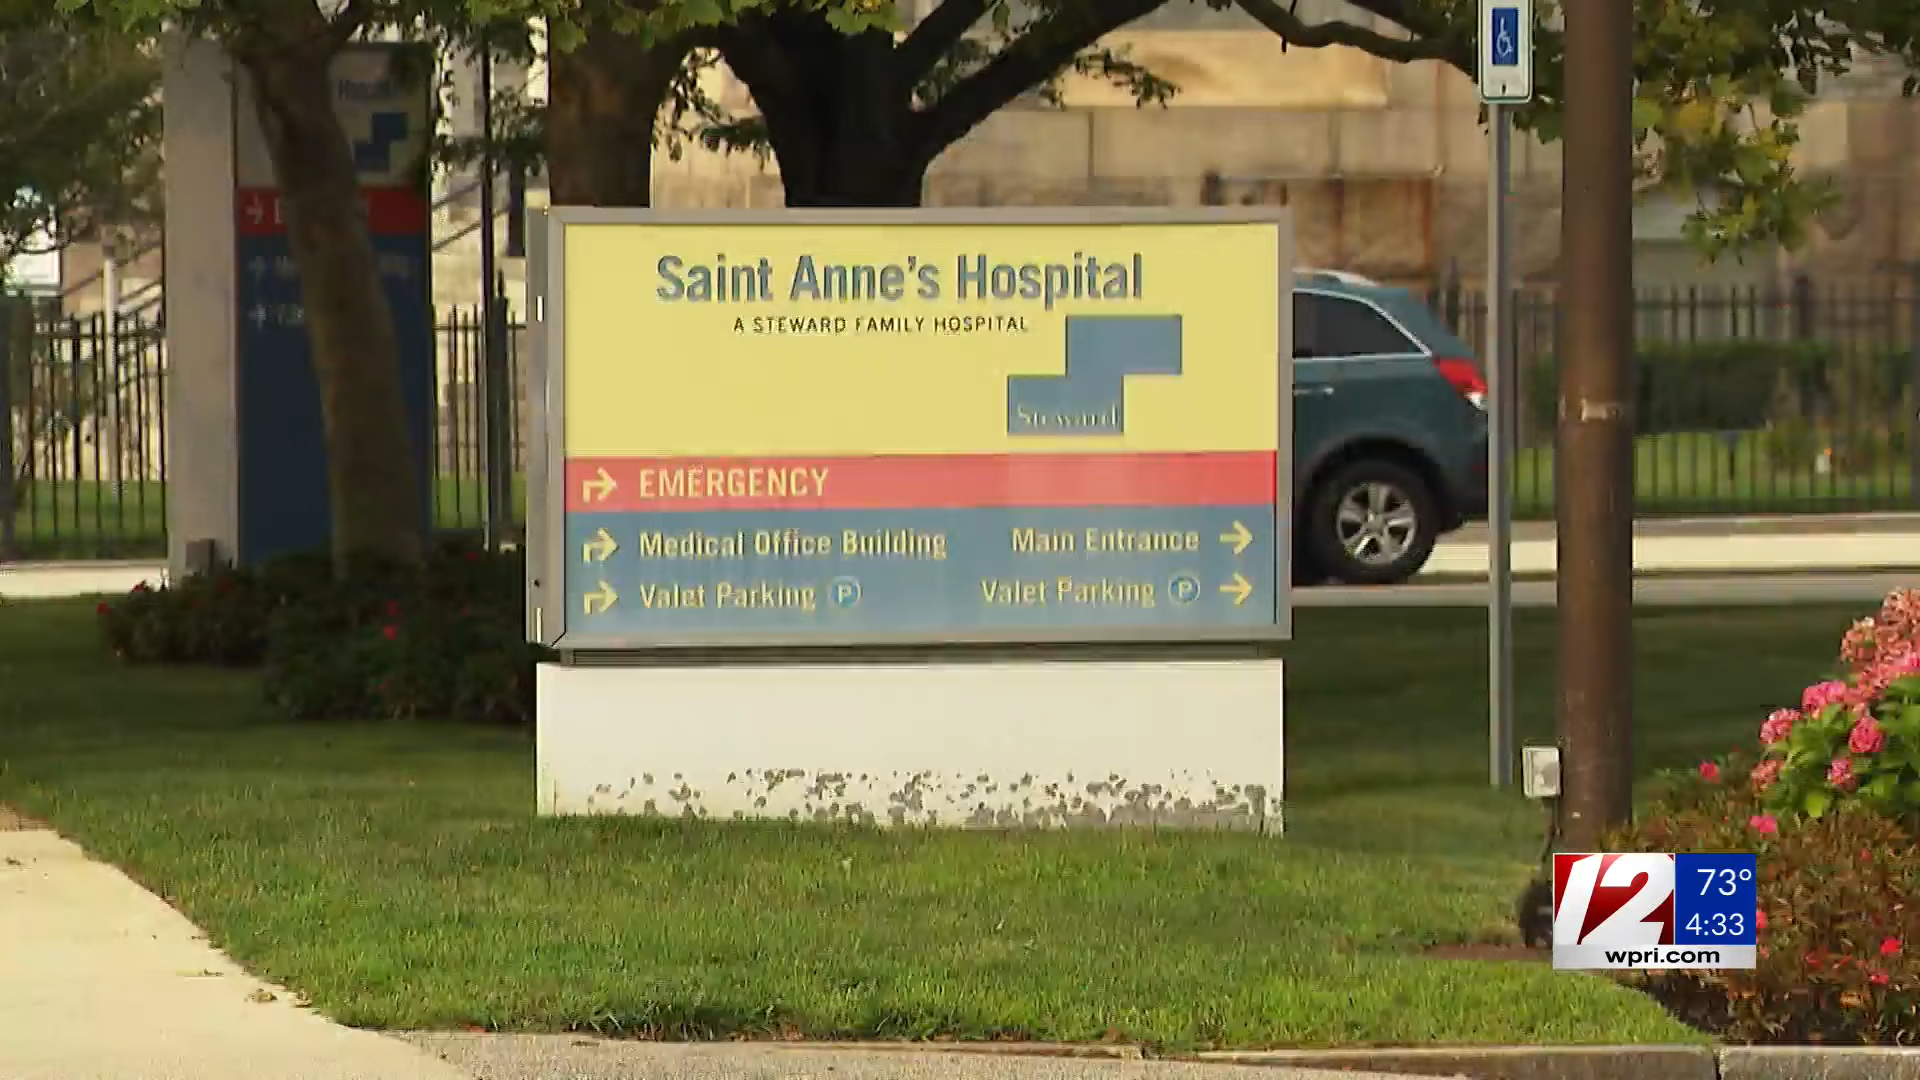 Hospital
Saint Anne's Hospital
A STEWARD FAMILY HOSPITAL
Steward
EMERGENCY
Medical Office Building
Main Entrance
Valet Parking P
Valet Parking P
12
73°
4:33
wpri.com